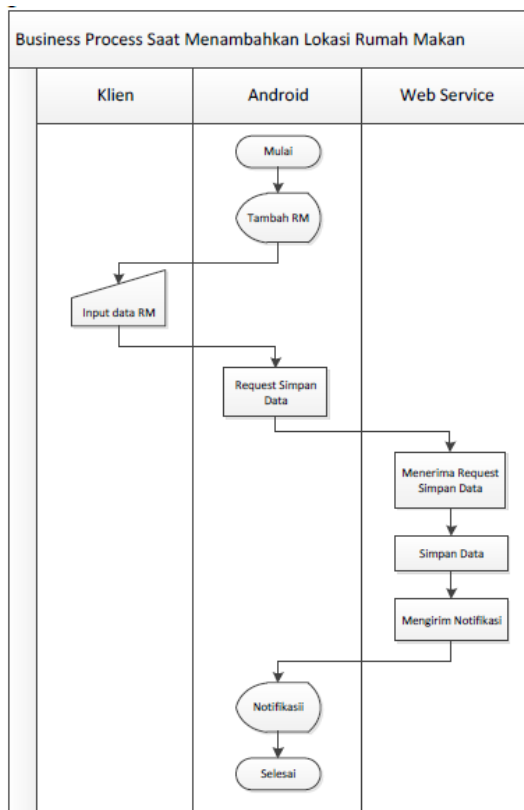 Business Process Saat Menambahkan Lokasi Rumah Makan
Klien
Android
Web Service
Mulai
Tambah RM
Input data RM
Request Simpan
Data
Menerima Request
Simpan Data
Simpan Data
Mengirim Notifikasi
Notifikasii
Selesai